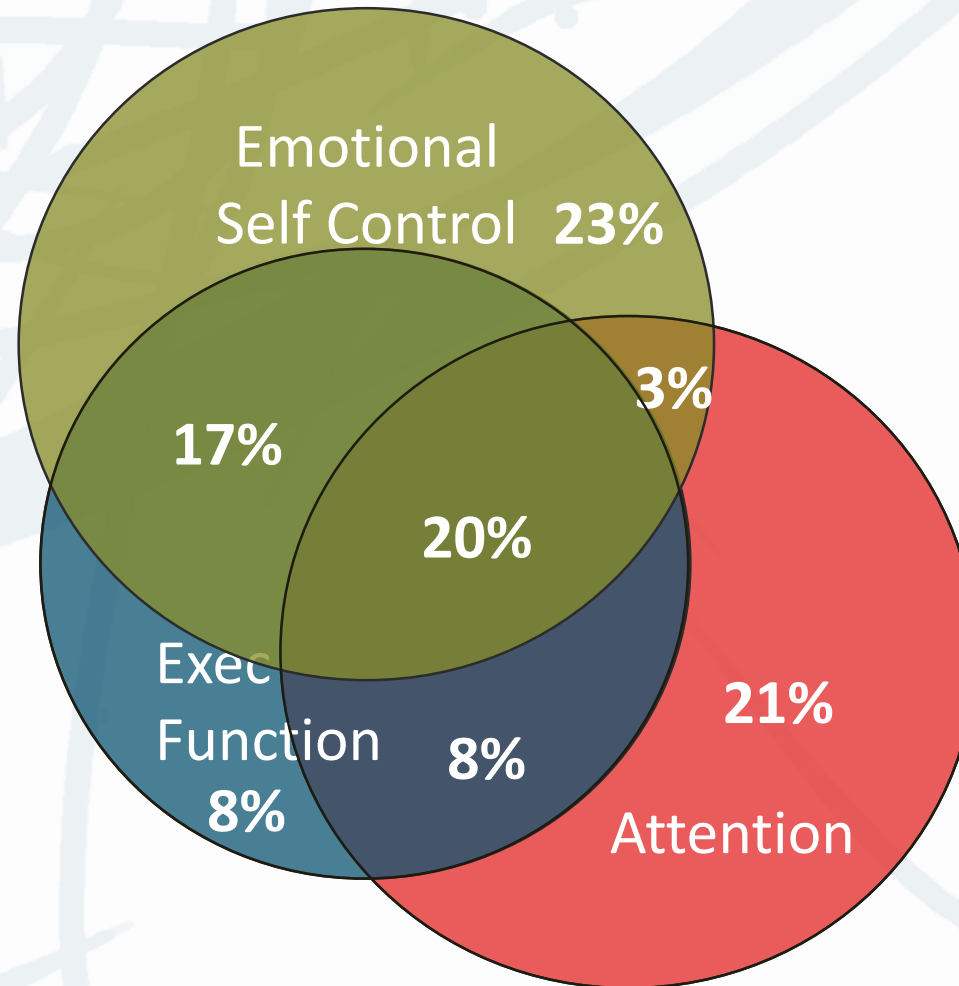 Emotional
Self Control 23%
3%
17%
20%
Exec
Function
8%
8%
21%
Attention